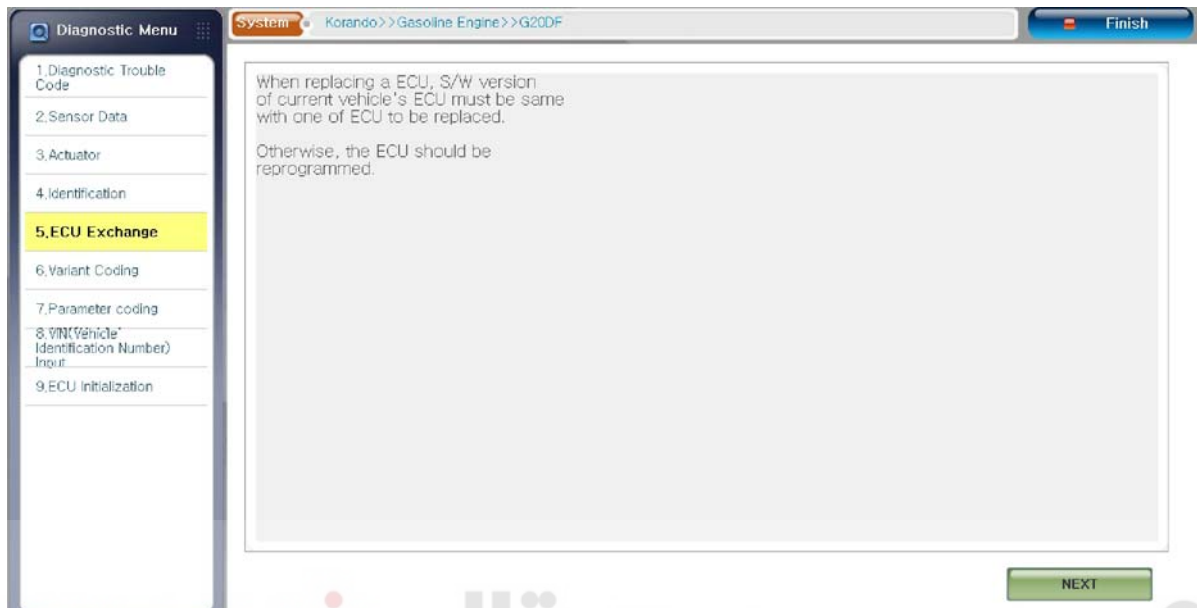 Diagnostic Menu
System
Korando>>Gasoline Engine>>G20DF
Finish
1,Diagnostic Trouble
Code
2,Sensor Data
3,Actuator
4,Identification
5,ECU Exchange
6,Variant Coding
7,Parameter coding
8,VIN(Vehicle
Identification Number)
Input
9,ECU Initialization
When replacing a ECU, S/W version
of current vehicle's ECU must be same
with one of ECU to be replaced.
Otherwise, the ECU should be
reprogrammed.
NEXT